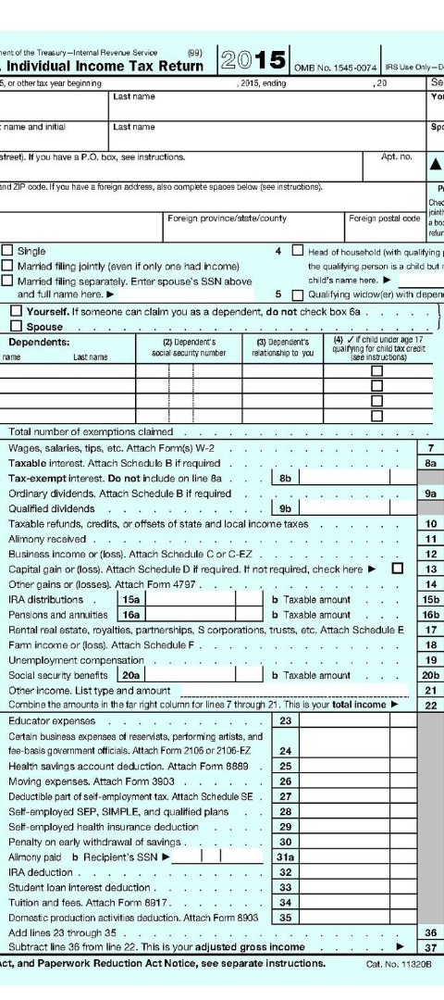 ment of the Treasury—Internal Revenue Service (99)
. Individual Income Tax Return 2015 OMB No. 1545-0074 IRS Use Only—D
5, or other tax year beginning , 2015, ending , 20 Se
Last name Yo
name and initial Last name Spo
street). If you have a P.O. box, see instructions. Apt. no.
▲
and ZIP code. If you have a foreign address, also complete spaces below (see instructions). P
Chec
jointl
Foreign province/state/county Foreign postal code a box
refun
Single 4 Head of household (with qualifying p
Married filing jointly (even if only one had income) the qualifying person is a child but n
Married filing separately. Enter spouse's SSN above child's name here. ▶
and full name here. ▶ 5 Qualifying widow(er) with depen
Yourself. If someone can claim you as a dependent, do not check box 6a . . . . . }
Spouse . . . . . . . . . . . . . . . . . . . . .
Dependents: (2) Dependent's (3) Dependent's (4) ✓ if child under age 17
name Last name social security number relationship to you qualifying for child tax credit
(see instructions)
Total number of exemptions claimed . . . . . . . . . . . . . . . .
Wages, salaries, tips, etc. Attach Form(s) W-2 . . . . . . . . . . . . 7
Taxable interest. Attach Schedule B if required . . . . . . . . . . . . 8a
Tax-exempt interest. Do not include on line 8a . . . 8b
Ordinary dividends. Attach Schedule B if required . . . . . . . . . . . 9a
Qualified dividends . . . . . . . . . . . 9b
Taxable refunds, credits, or offsets of state and local income taxes . . . . . . 10
Alimony received . . . . . . . . . . . . . . . . . . . . . 11
Business income or (loss). Attach Schedule C or C-EZ . . . . . . . . . . 12
Capital gain or (loss). Attach Schedule D if required. If not required, check here ▶ 13
Other gains or (losses). Attach Form 4797 . . . . . . . . . . . . . . 14
IRA distributions . 15a b Taxable amount . . . 15b
Pensions and annuities 16a b Taxable amount . . . 16b
Rental real estate, royalties, partnerships, S corporations, trusts, etc. Attach Schedule E 17
Farm income or (loss). Attach Schedule F . . . . . . . . . . . . . . 18
Unemployment compensation . . . . . . . . . . . . . . . . . 19
Social security benefits 20a b Taxable amount . . . 20b
Other income. List type and amount 21
Combine the amounts in the far right column for lines 7 through 21. This is your total income ▶ 22
Educator expenses . . . . . . . . . . . 23
Certain business expenses of reservists, performing artists, and
fee-basis government officials. Attach Form 2106 or 2106-EZ 24
Health savings account deduction. Attach Form 8889 . 25
Moving expenses. Attach Form 3903 . . . . . . 26
Deductible part of self-employment tax. Attach Schedule SE . 27
Self-employed SEP, SIMPLE, and qualified plans . . 28
Self-employed health insurance deduction . . . . 29
Penalty on early withdrawal of savings . . . . . . 30
Alimony paid b Recipient's SSN ▶ 31a
IRA deduction . . . . . . . . . . . . . 32
Student loan interest deduction . . . . . . . . 33
Tuition and fees. Attach Form 8917 . . . . . . . 34
Domestic production activities deduction. Attach Form 8903 35
Add lines 23 through 35 . . . . . . . . . . . . . . . . . . . 36
Subtract line 36 from line 22. This is your adjusted gross income . . . . . ▶ 37
Act, and Paperwork Reduction Act Notice, see separate instructions. Cat. No. 11320B